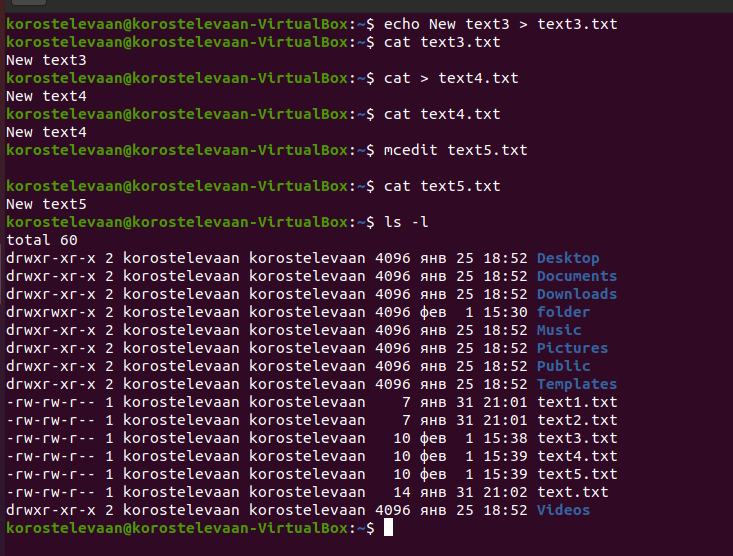 korostelevaan@korostelevaan-VirtualBox:~$ echo New text3 > text3.txt
korostelevaan@korostelevaan-VirtualBox:~$ cat text3.txt
New text3
korostelevaan@korostelevaan-VirtualBox:~$ cat > text4.txt
New text4
korostelevaan@korostelevaan-VirtualBox:~$ cat text4.txt
New text4
korostelevaan@korostelevaan-VirtualBox:~$ mcedit text5.txt
korostelevaan@korostelevaan-VirtualBox:~$ cat text5.txt
New text5
korostelevaan@korostelevaan-VirtualBox:~$ ls -l
total 60
drwxr-xr-x 2 korostelevaan korostelevaan 4096 янв 25 18:52 Desktop
drwxr-xr-x 2 korostelevaan korostelevaan 4096 янв 25 18:52 Documents
drwxr-xr-x 2 korostelevaan korostelevaan 4096 янв 25 18:52 Downloads
drwxrwxr-x 2 korostelevaan korostelevaan 4096 фев  1 15:30 folder
drwxr-xr-x 2 korostelevaan korostelevaan 4096 янв 25 18:52 Music
drwxr-xr-x 2 korostelevaan korostelevaan 4096 янв 25 18:52 Pictures
drwxr-xr-x 2 korostelevaan korostelevaan 4096 янв 25 18:52 Public
drwxr-xr-x 2 korostelevaan korostelevaan 4096 янв 25 18:52 Templates
-rw-rw-r-- 1 korostelevaan korostelevaan    7 янв 31 21:01 text1.txt
-rw-rw-r-- 1 korostelevaan korostelevaan    7 янв 31 21:01 text2.txt
-rw-rw-r-- 1 korostelevaan korostelevaan   10 фев  1 15:38 text3.txt
-rw-rw-r-- 1 korostelevaan korostelevaan   10 фев  1 15:39 text4.txt
-rw-rw-r-- 1 korostelevaan korostelevaan   10 фев  1 15:39 text5.txt
-rw-rw-r-- 1 korostelevaan korostelevaan   14 янв 31 21:02 text.txt
drwxr-xr-x 2 korostelevaan korostelevaan 4096 янв 25 18:52 Videos
korostelevaan@korostelevaan-VirtualBox:~$